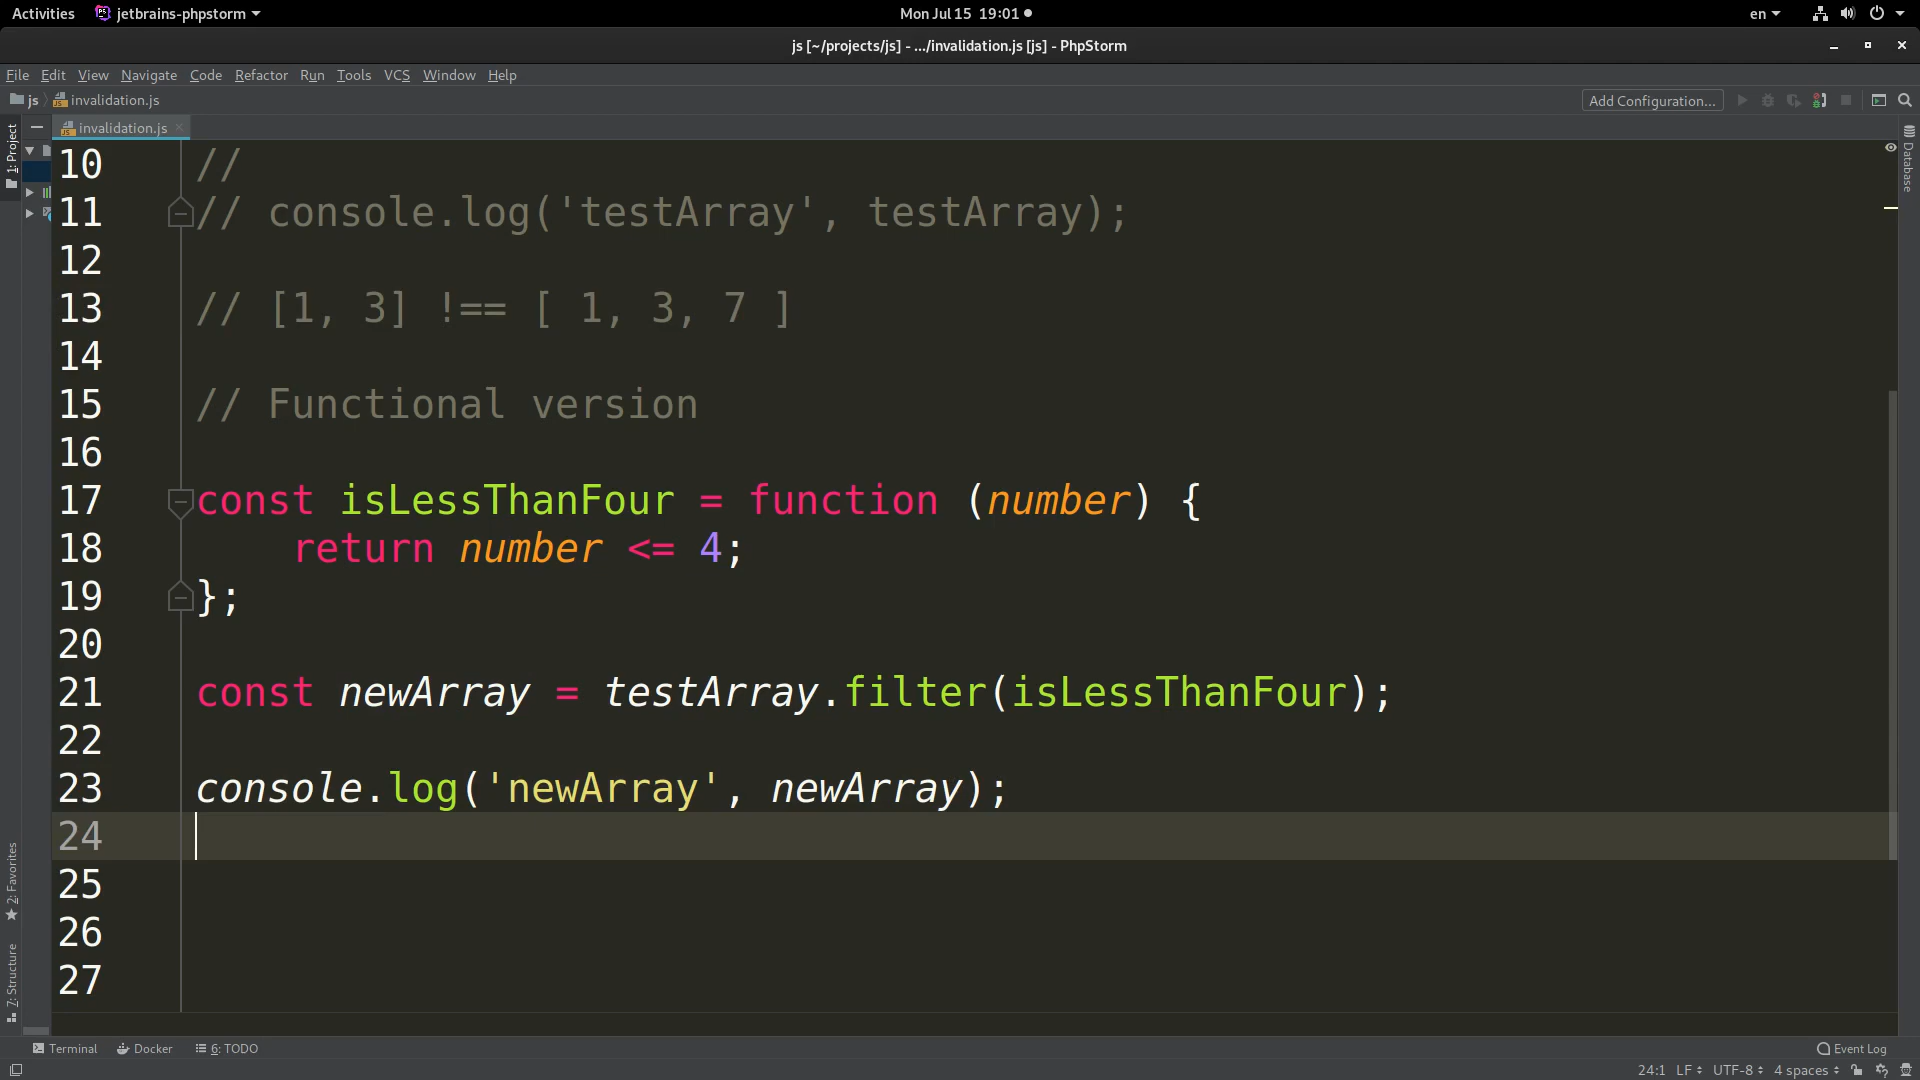 Activities jetbrains-phpstorm Mon Jul 15 19:01 en
js [~/projects/js] - .../invalidation.js [js] - PhpStorm
File Edit View Navigate Code Refactor Run Tools VCS Window Help
js invalidation.js Add Configuration...
1: Project
invalidation.js
Database
10 //
11 // console.log('testArray', testArray);
12
13 // [1, 3] !== [ 1, 3, 7 ]
14
15 // Functional version
16
17 const isLessThanFour = function (number) {
18 return number <= 4;
19 };
20
21 const newArray = testArray.filter(isLessThanFour);
22
23 console.log('newArray', newArray);
24
25
26
27
2: Favorites
7: Structure
Terminal Docker 6: TODO Event Log
24:1 LF UTF-8 4 spaces